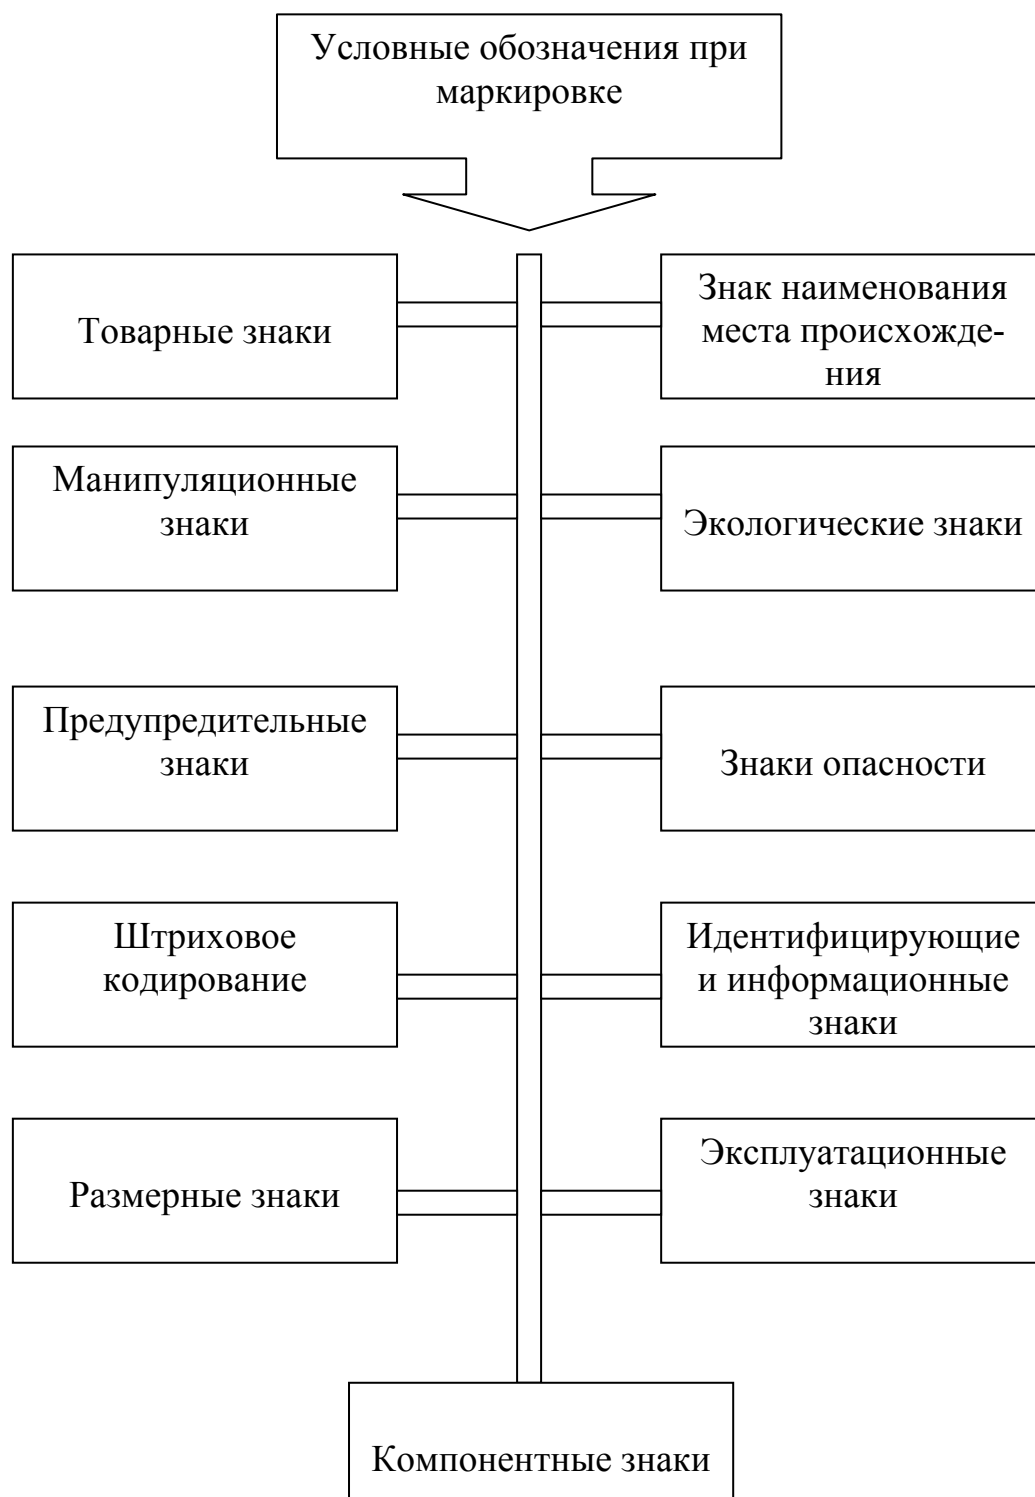 Условные обозначения при
маркировке
Товарные знаки
Знак наименования
места происхожде-
ния
Манипуляционные
знаки
Экологические знаки
Предупредительные
знаки
Знаки опасности
Штриховое
кодирование
Идентифицирующие
и информационные
знаки
Размерные знаки
Эксплуатационные
знаки
Компонентные знаки